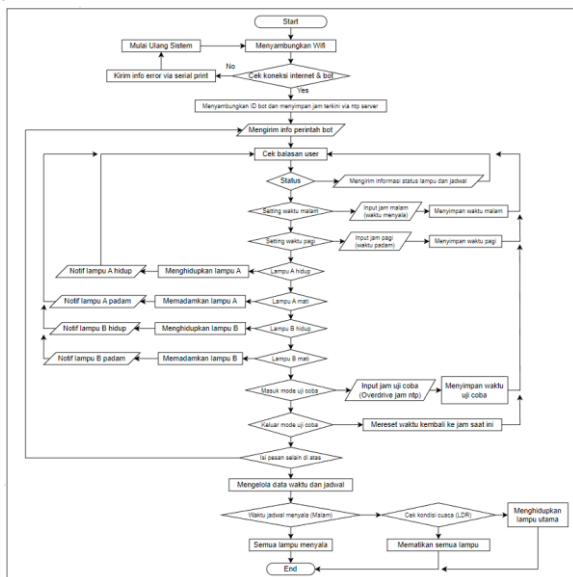 Start
Mulai Ulang Sistem
Menyambungkan Wifi
No
Kirim info error via serial print
Cek koneksi internet & bot
Yes
Menyambungkan ID bot dan menyimpan jam terkini via ntp server
Mengirim info perintah bot
Cek balasan user
Status
Mengirim informasi status lampu dan jadwal
Setting waktu malam
Input jam malam
(waktu menyala)
Menyimpan waktu malam
Setting waktu pagi
Input jam pagi
(waktu padam)
Menyimpan waktu pagi
Notif lampu A hidup
Menghidupkan lampu A
Lampu A hidup
Notif lampu A padam
Memadamkan lampu A
Lampu A mati
Notif lampu B hidup
Menghidupkan lampu B
Lampu B hidup
Notif lampu B padam
Memadamkan lampu B
Lampu B mati
Masuk mode uji coba
Input jam uji coba
(Overdrive jam ntp)
Menyimpan waktu
uji coba
Keluar mode uji coba
Mereset waktu kembali ke jam saat ini
Isi pesan selain di atas
Mengelola data waktu dan jadwal
Waktu jadwal menyala (Malam)
Cek kondisi cuaca (LDR)
Menghidupkan
lampu utama
Semua lampu menyala
Mematikan semua lampu
End